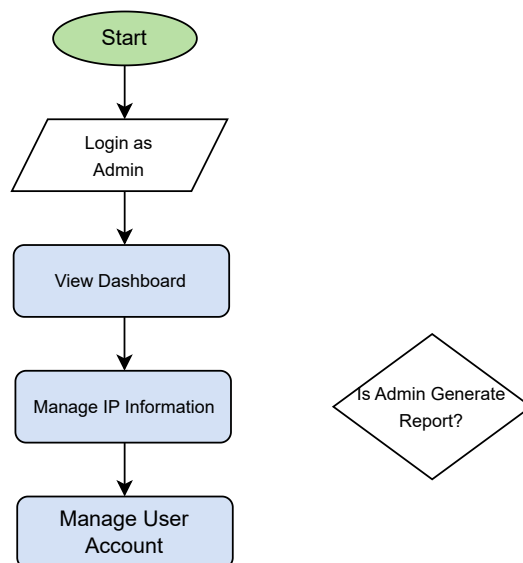 Start
Login as
Admin
View Dashboard
Manage IP Information
Is Admin Generate
Report?
Manage User
Account